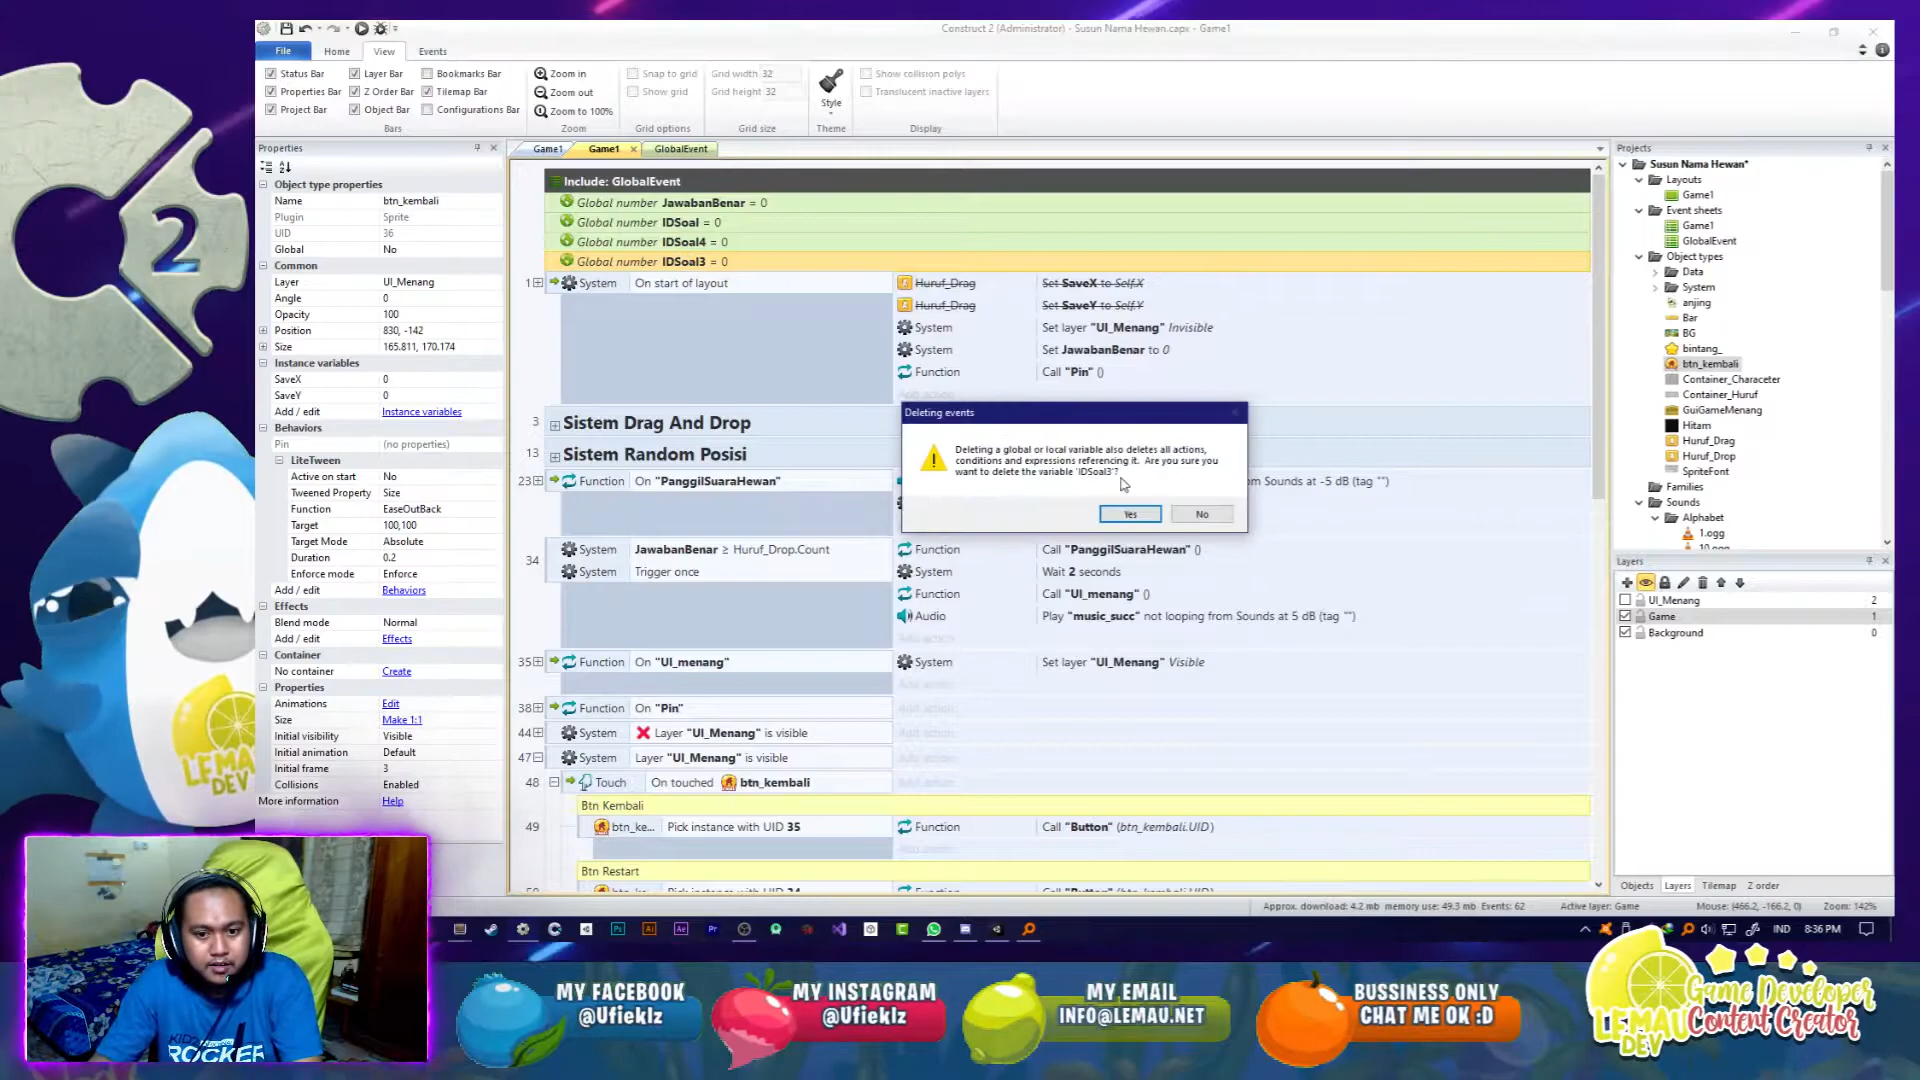 Construct 2 (Administrator) - Susun Nama Hewan.capx - Game1
File Home View Events
Status Bar Layer Bar Bookmarks Bar Zoom in Snap to grid Grid width 32 Show collision polys
Properties Bar Z Order Bar Tilemap Bar Zoom out Show grid Grid height 32 Translucent inactive layers
Project Bar Object Bar Configurations Bar Zoom to 100% Style
Bars Zoom Grid options Grid size Theme Display
Properties
Object type properties
Name btn_kembali
Plugin Sprite
UID 36
Global No
Common
Layer UI_Menang
Angle 0
Opacity 100
Position 830, -142
Size 165.811, 170.174
Instance variables
SaveX 0
SaveY 0
Add / edit Instance variables
Behaviors
Pin (no properties)
LiteTween
Active on start No
Tweened Property Size
Function EaseOutBack
Target 100,100
Target Mode Absolute
Duration 0.2
Enforce mode Enforce
Add / edit Behaviors
Effects
Blend mode Normal
Add / edit Effects
Container
No container Create
Properties
Animations Edit
Size Make 1:1
Initial visibility Visible
Initial animation Default
Initial frame 3
Collisions Enabled
More information Help
Game1 Game1 GlobalEvent
Include: GlobalEvent
Global number JawabanBenar = 0
Global number IDSoal = 0
Global number IDSoal4 = 0
Global number IDSoal3 = 0
1 System On start of layout Huruf_Drag Set SaveX to Self.X
Huruf_Drag Set SaveY to Self.Y
System Set layer "UI_Menang" Invisible
System Set JawabanBenar to 0
Function Call "Pin" ()
3 Sistem Drag And Drop
13 Sistem Random Posisi
23 Function On "PanggilSuaraHewan" om Sounds at -5 dB (tag "")
Deleting events
Deleting a global or local variable also deletes all actions,
conditions and expressions referencing it. Are you sure you
want to delete the variable 'IDSoal3'?
Yes No
34 System JawabanBenar ≥ Huruf_Drop.Count Function Call "PanggilSuaraHewan" ()
System Trigger once System Wait 2 seconds
Function Call "UI_menang" ()
Audio Play "music_succ" not looping from Sounds at 5 dB (tag "")
35 Function On "UI_menang" System Set layer "UI_Menang" Visible
38 Function On "Pin"
44 System Layer "UI_Menang" is visible
47 System Layer "UI_Menang" is visible
48 Touch On touched btn_kembali
Btn Kembali
49 btn_ke... Pick instance with UID 35 Function Call "Button" (btn_kembali.UID)
Btn Restart
Projects
Susun Nama Hewan*
Layouts
Game1
Event sheets
Game1
GlobalEvent
Object types
Data
System
anjing
Bar
BG
bintang_
btn_kembali
Container_Characeter
Container_Huruf
GuiGameMenang
Hitam
Huruf_Drag
Huruf_Drop
SpriteFont
Families
Sounds
Alphabet
1.ogg
10.ogg
Layers
UI_Menang 2
Game 1
Background 0
Objects Layers Tilemap Z order
Approx. download: 4.2 mb memory use: 49.3 mb Events: 62 Active layer: Game Mouse: (466.2, -166.2, 0) Zoom: 142%
IND 8:36 PM
2
LEMAU
DEV
KIDZ
ROCKER
MY FACEBOOK
@Ufieklz
MY INSTAGRAM
@Ufieklz
MY EMAIL
INFO@LEMAU.NET
BUSSINESS ONLY
CHAT ME OK :D
LEMAU
DEV
Game Developer
Content Creator